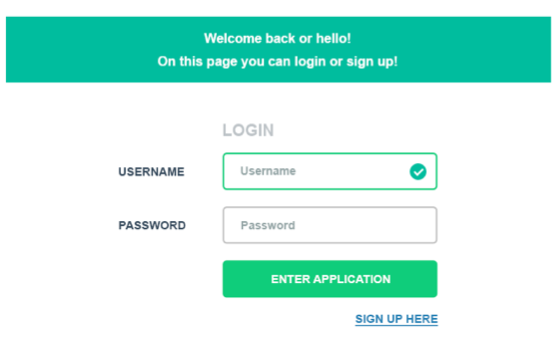 Welcome back or hello!
On this page you can login or sign up!
LOGIN
USERNAME
Username
PASSWORD
Password
ENTER APPLICATION
SIGN UP HERE